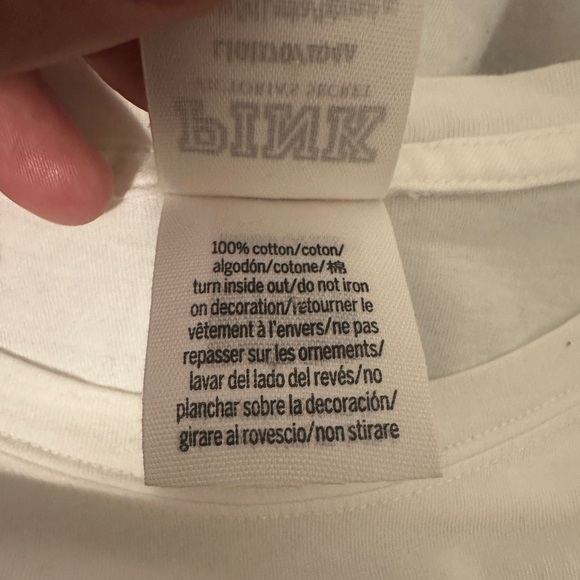 100% cotton/coton/
algodón/cotone/棉
turn inside out/do not iron
on decoration/retourner le
vêtement à l'envers/ne pas
repasser sur les ornements/
lavar del lado del revés/no
planchar sobre la decoración/
girare al rovescio/non stirare
VICTORIA'S SECRET
PINK